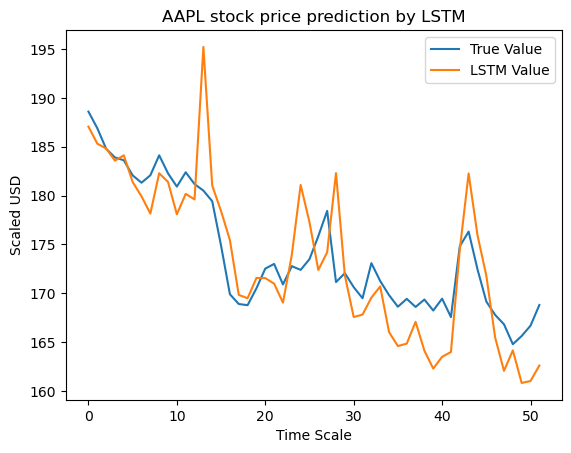 AAPL stock price prediction by LSTM
True Value
LSTM Value
Scaled USD
195
190
185
180
175
170
165
160
0 10 20 30 40 50
Time Scale